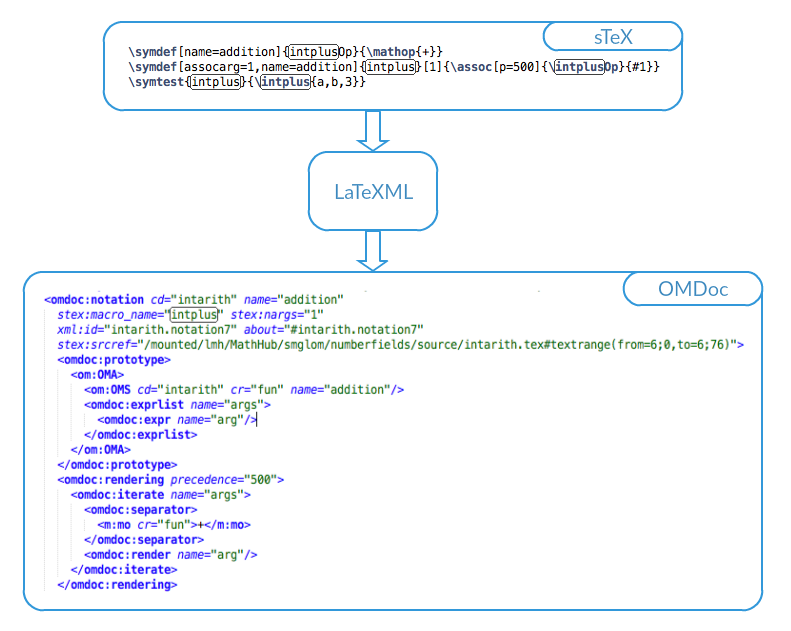 sTeX
\symdef[name=addition]{intplusOp}{\mathop{+}}
\symdef[assocarg=1,name=addition]{intplus}[1]{\assoc[p=500]{\intplusOp}{#1}}
\symtest{intplus}{\intplus{a,b,3}}
LaTeXML
OMDoc
<omdoc:notation cd="intarith" name="addition"
stex:macro_name="intplus" stex:nargs="1"
xml:id="intarith.notation7" about="#intarith.notation7"
stex:srcref="/mounted/lmh/MathHub/smglom/numberfields/source/intarith.tex#textrange(from=6;0,to=6;76)">
<omdoc:prototype>
<om:OMA>
<om:OMS cd="intarith" cr="fun" name="addition"/>
<omdoc:exprlist name="args">
<omdoc:expr name="arg"/>
</omdoc:exprlist>
</om:OMA>
</omdoc:prototype>
<omdoc:rendering precedence="500">
<omdoc:iterate name="args">
<omdoc:separator>
<m:mo cr="fun">+</m:mo>
</omdoc:separator>
<omdoc:render name="arg"/>
</omdoc:iterate>
</omdoc:rendering>